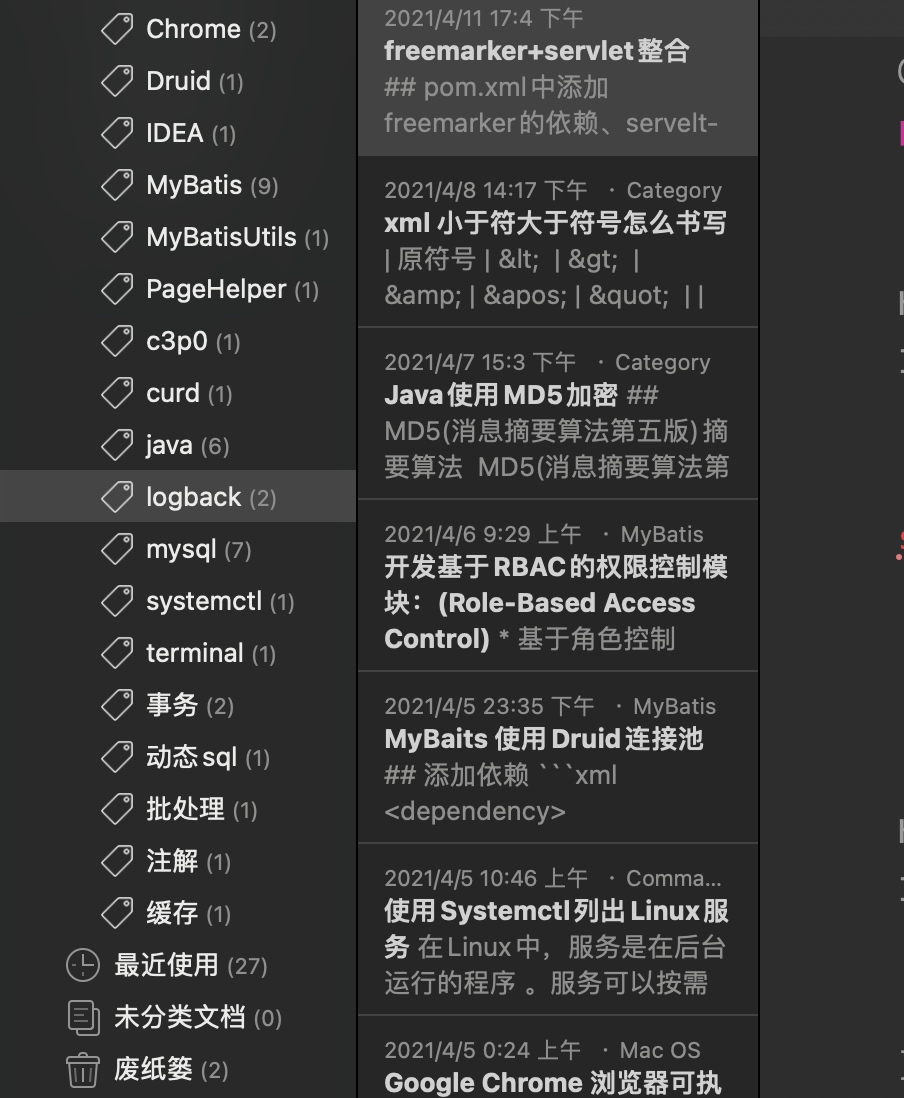 Chrome (2)
Druid (1)
IDEA (1)
MyBatis (9)
MyBatisUtils (1)
PageHelper (1)
c3p0 (1)
curd (1)
java (6)
logback (2)
mysql (7)
systemctl (1)
terminal (1)
事务 (2)
动态sql (1)
批处理 (1)
注解 (1)
缓存 (1)
最近使用 (27)
未分类文档 (0)
废纸篓 (2)
2021/4/11 17:4 下午
freemarker+servlet整合
## pom.xml中添加
freemarker的依赖、servelt-
2021/4/8 14:17 下午 · Category
xml 小于符大于符号怎么书写
| 原符号 | &lt; | &gt; |
&amp; | &apos; | &quot; | |
2021/4/7 15:3 下午 · Category
Java使用MD5加密 ##
MD5(消息摘要算法第五版)摘
要算法 MD5(消息摘要算法第
2021/4/6 9:29 上午 · MyBatis
开发基于RBAC的权限控制模
块：(Role-Based Access
Control) * 基于角色控制
2021/4/5 23:35 下午 · MyBatis
MyBaits 使用Druid连接池
## 添加依赖 ```xml
<dependency>
2021/4/5 10:46 上午 · Comma...
使用Systemctl列出Linux服
务 在Linux中，服务是在后台
运行的程序 。服务可以按需
2021/4/5 0:24 上午 · Mac OS
Google Chrome 浏览器可执